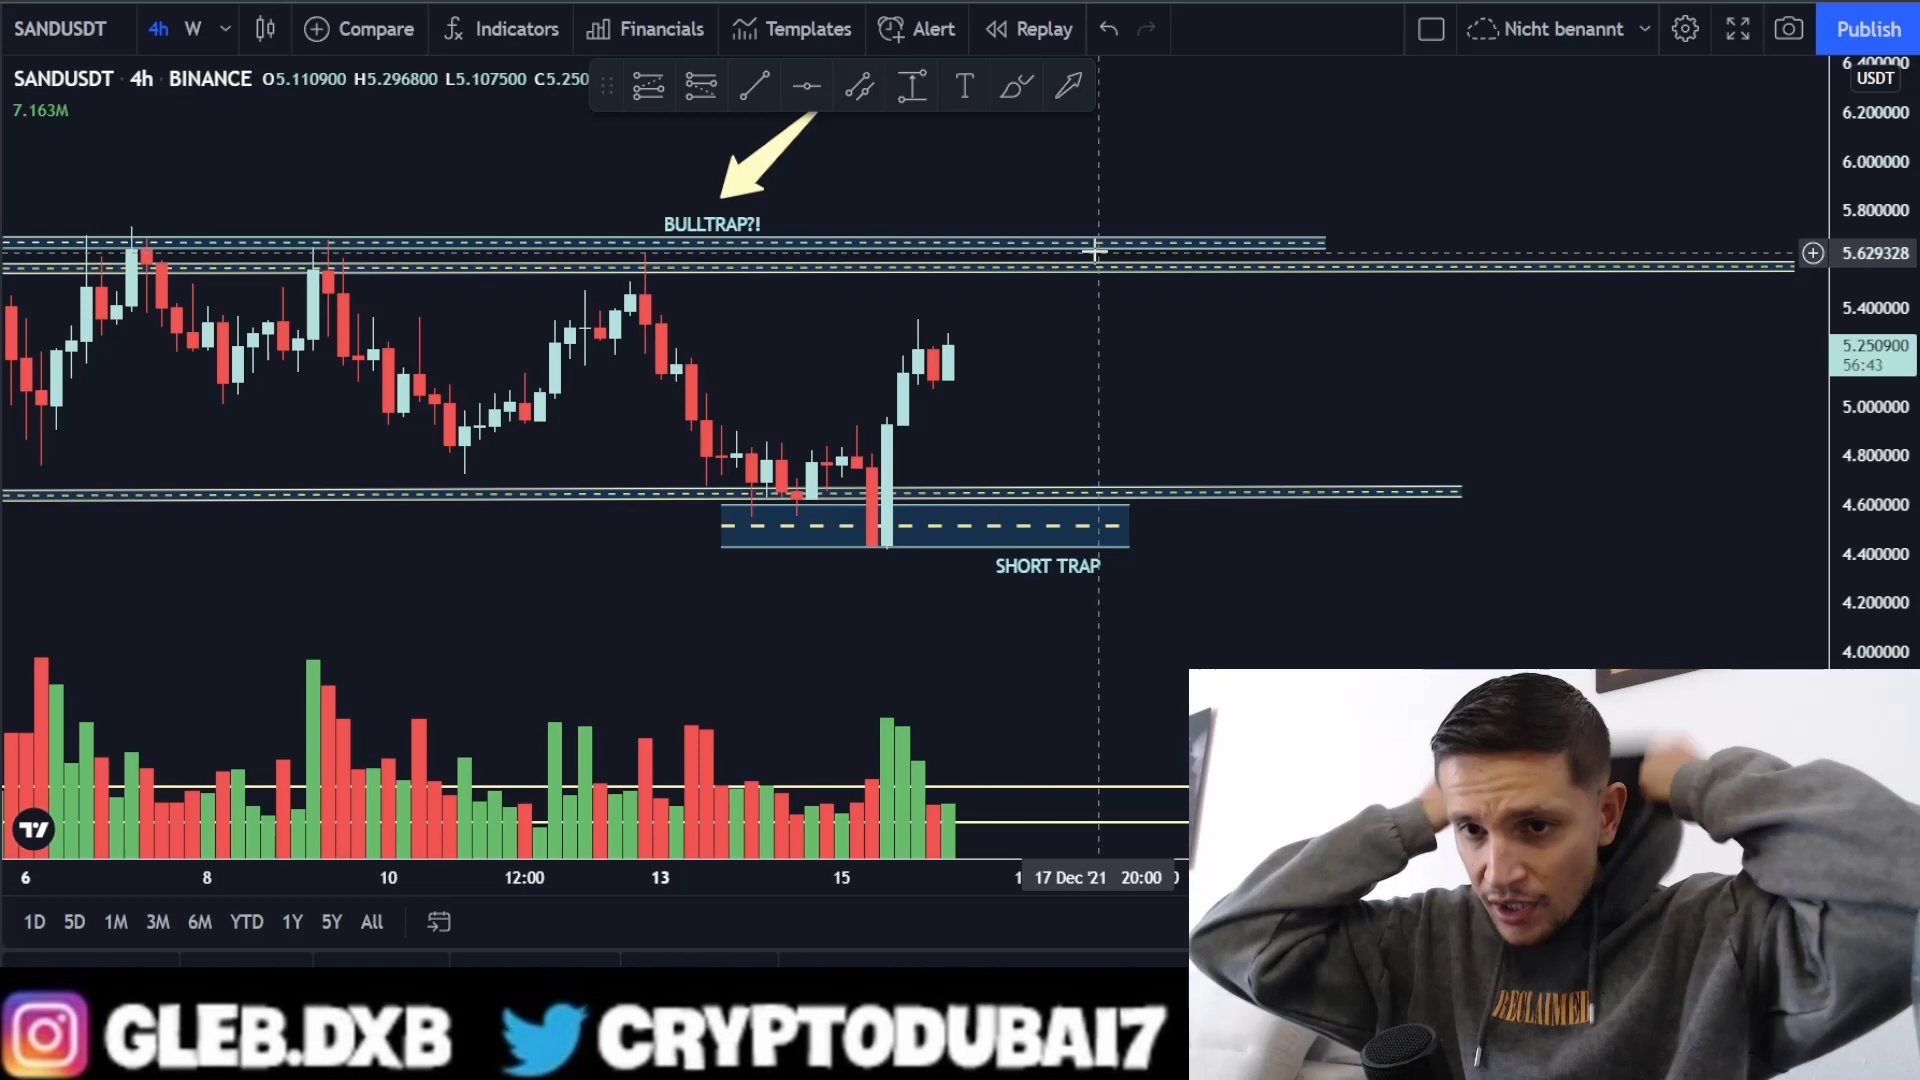 SANDUSDT 4h W Compare Indicators Financials Templates Alert Replay Nicht benannt Publish
SANDUSDT · 4h · BINANCE O5.110900 H5.296800 L5.107500 C5.250
7.163M
T
6.400000
USDT
6.200000
6.000000
5.800000
BULLTRAP?!
5.629328
5.400000
5.250900
56:43
5.000000
4.800000
4.600000
4.400000
SHORT TRAP
4.200000
4.000000
6 8 10 12:00 13 15 17 Dec '21 20:00
1D 5D 1M 3M 6M YTD 1Y 5Y All
GLEB.DXB CRYPTODUBAI7
RECLAIMED